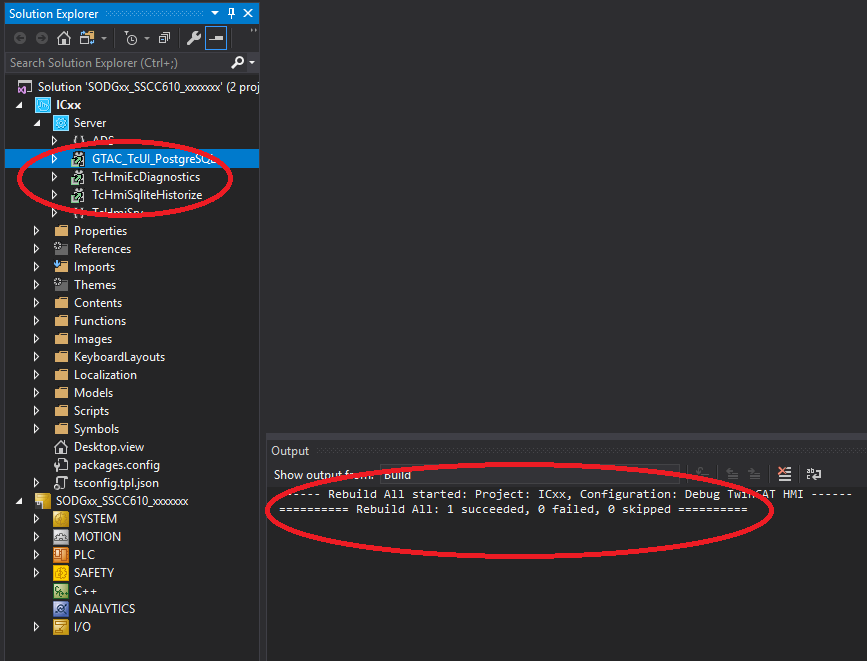 Solution Explorer
Search Solution Explorer (Ctrl+;)
Solution 'SODGxx_SSCC610_xxxxxxx' (2 proj
ICxx
Server
ADS
GTAC_TcUI_PostgreSQL
TcHmiEcDiagnostics
TcHmiSqliteHistorize
TcHmiSrv
Properties
References
Imports
Themes
Contents
Functions
Images
KeyboardLayouts
Localization
Models
Scripts
Symbols
Desktop.view
packages.config
tsconfig.tpl.json
SODGxx_SSCC610_xxxxxxx
SYSTEM
MOTION
PLC
SAFETY
C++
ANALYTICS
I/O
Output
Show output from: Build
------ Rebuild All started: Project: ICxx, Configuration: Debug TwinCAT HMI ------
========== Rebuild All: 1 succeeded, 0 failed, 0 skipped ==========